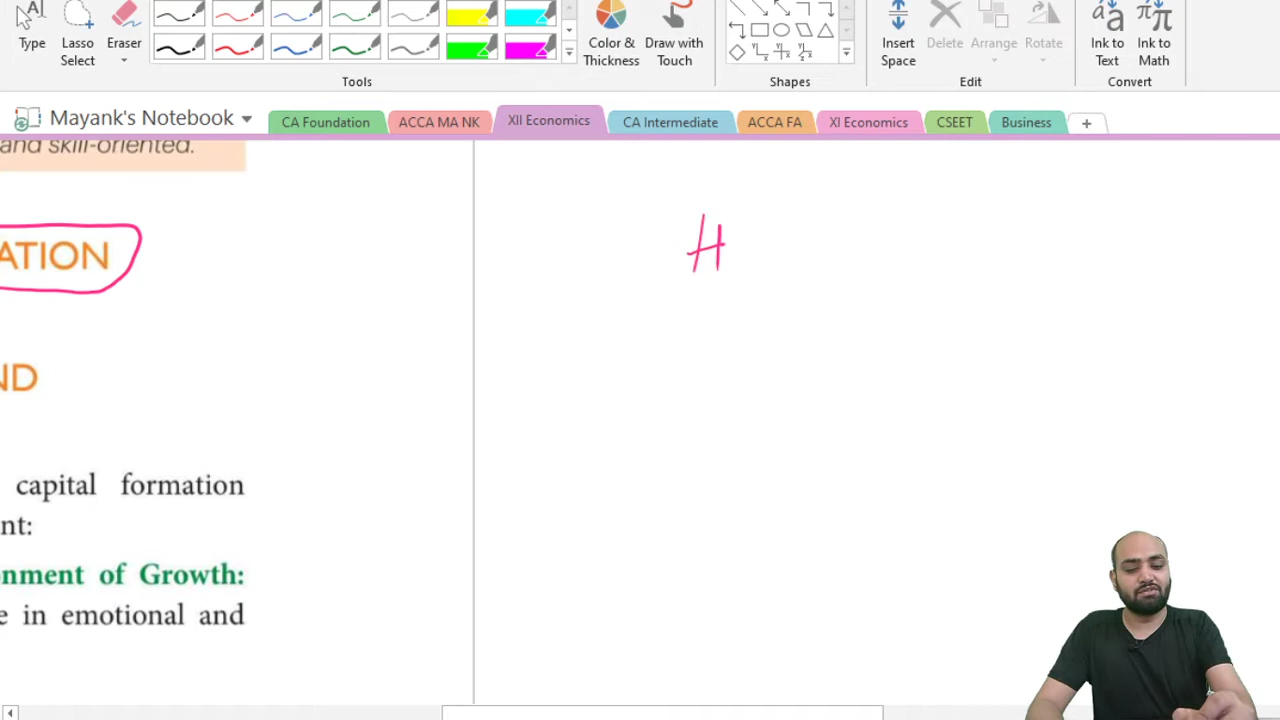 Type
Lasso
Select
Eraser
Color &
Thickness
Draw with
Touch
Insert
Space
Delete
Arrange
Rotate
Ink to
Text
Ink to
Math
Tools
Shapes
Edit
Convert
Mayank's Notebook
CA Foundation
ACCA MA NK
XII Economics
CA Intermediate
ACCA FA
XI Economics
CSEET
Business
and skill-oriented.
ATION
H
ND
capital formation
nt:
onment of Growth:
e in emotional and